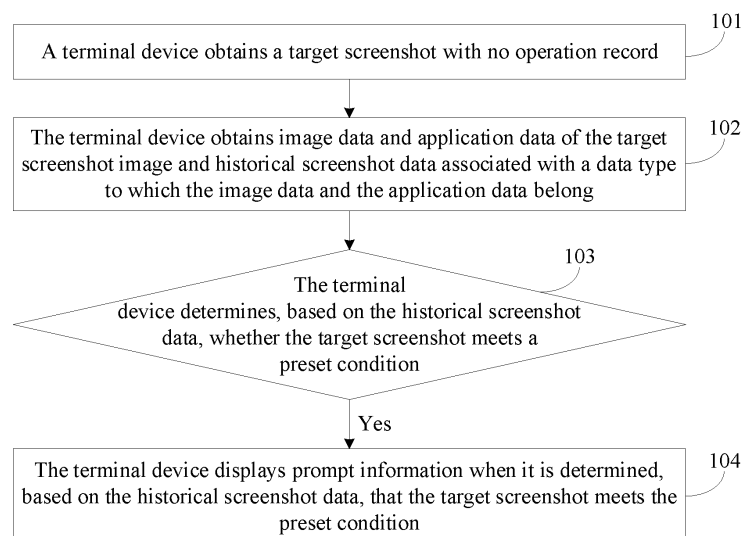 101
A terminal device obtains a target screenshot with no operation record
102
The terminal device obtains image data and application data of the target
screenshot image and historical screenshot data associated with a data type
to which the image data and the application data belong
103
The terminal
device determines, based on the historical screenshot
data, whether the target screenshot meets a
preset condition
Yes
104
The terminal device displays prompt information when it is determined,
based on the historical screenshot data, that the target screenshot meets the
preset condition